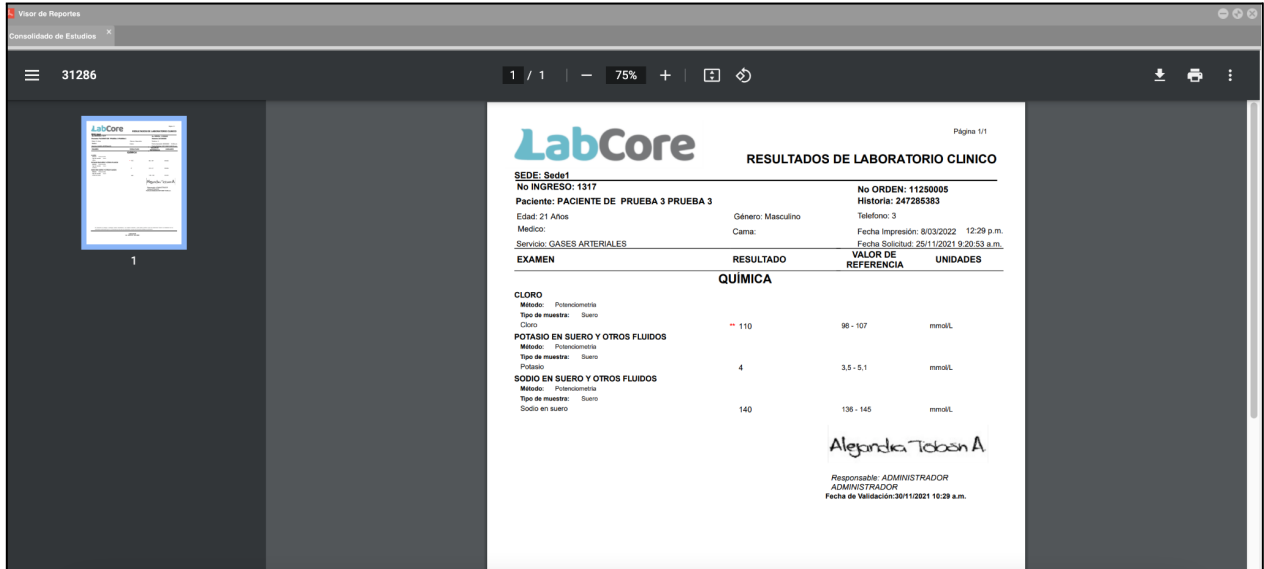 Visor de Reportes
Consolidado de Estudios ×
31286 1 / 1 | − 75% + |
1
LabCore
Página 1/1
RESULTADOS DE LABORATORIO CLINICO
SEDE: Sede1
No INGRESO: 1317 No ORDEN: 11250005
Paciente: PACIENTE DE PRUEBA 3 PRUEBA 3 Historia: 247285383
Edad: 21 Años Género: Masculino Telefono: 3
Medico: Cama: Fecha Impresión: 8/03/2022 12:29 p.m.
Servicio: GASES ARTERIALES Fecha Solicitud: 25/11/2021 9:20:53 a.m.
EXAMEN RESULTADO VALOR DE REFERENCIA UNIDADES
QUÍMICA
CLORO
Método: Potenciometría
Tipo de muestra: Suero
Cloro ** 110 98 - 107 mmol/L
POTASIO EN SUERO Y OTROS FLUIDOS
Método: Potenciometría
Tipo de muestra: Suero
Potasio 4 3,5 - 5,1 mmol/L
SODIO EN SUERO Y OTROS FLUIDOS
Método: Potenciometría
Tipo de muestra: Suero
Sodio en suero 140 136 - 145 mmol/L
Alejandra Tobón A
Responsable: ADMINISTRADOR
ADMINISTRADOR
Fecha de Validación:30/11/2021 10:29 a.m.